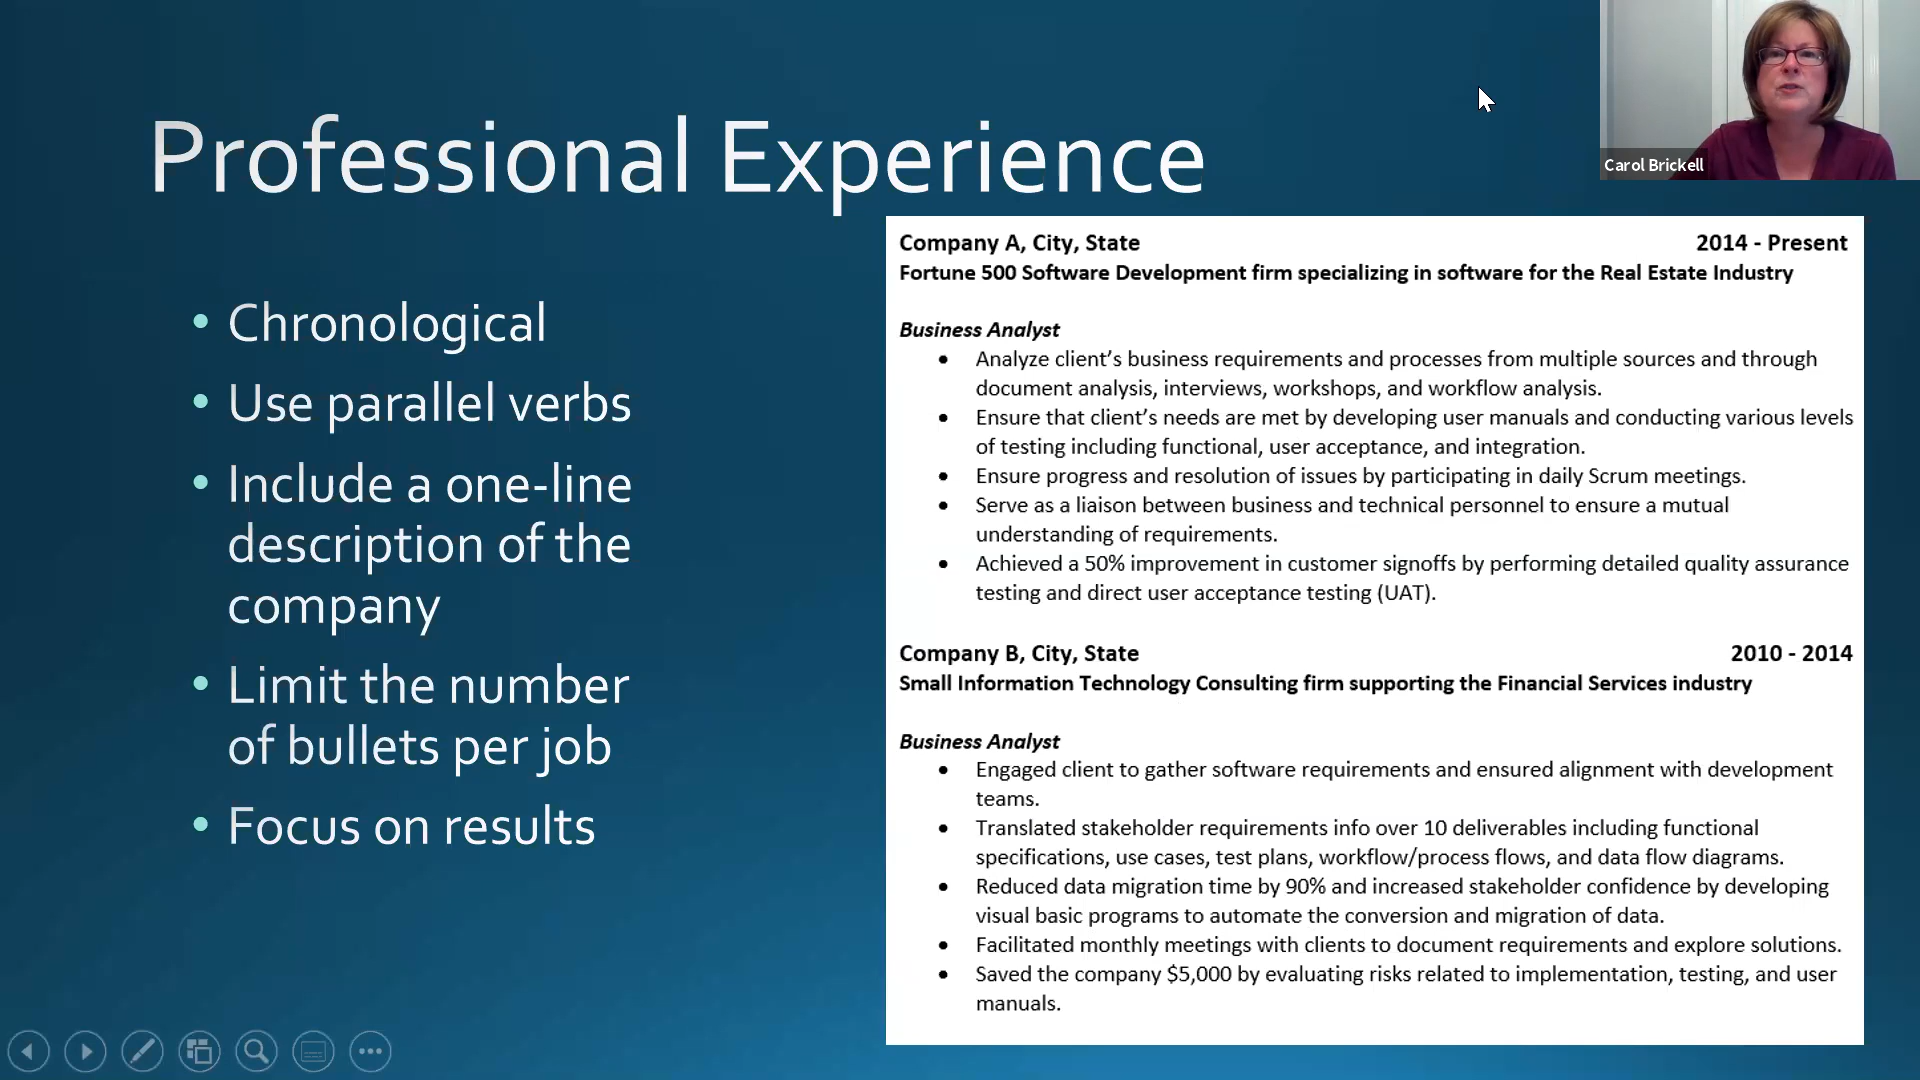 Professional Experience
Carol Brickell
• Chronological
• Use parallel verbs
• Include a one-line
description of the
company
• Limit the number
of bullets per job
• Focus on results
Company A, City, State 2014 - Present
Fortune 500 Software Development firm specializing in software for the Real Estate Industry
Business Analyst
• Analyze client's business requirements and processes from multiple sources and through
document analysis, interviews, workshops, and workflow analysis.
• Ensure that client's needs are met by developing user manuals and conducting various levels
of testing including functional, user acceptance, and integration.
• Ensure progress and resolution of issues by participating in daily Scrum meetings.
• Serve as a liaison between business and technical personnel to ensure a mutual
understanding of requirements.
• Achieved a 50% improvement in customer signoffs by performing detailed quality assurance
testing and direct user acceptance testing (UAT).
Company B, City, State 2010 - 2014
Small Information Technology Consulting firm supporting the Financial Services industry
Business Analyst
• Engaged client to gather software requirements and ensured alignment with development
teams.
• Translated stakeholder requirements info over 10 deliverables including functional
specifications, use cases, test plans, workflow/process flows, and data flow diagrams.
• Reduced data migration time by 90% and increased stakeholder confidence by developing
visual basic programs to automate the conversion and migration of data.
• Facilitated monthly meetings with clients to document requirements and explore solutions.
• Saved the company $5,000 by evaluating risks related to implementation, testing, and user
manuals.